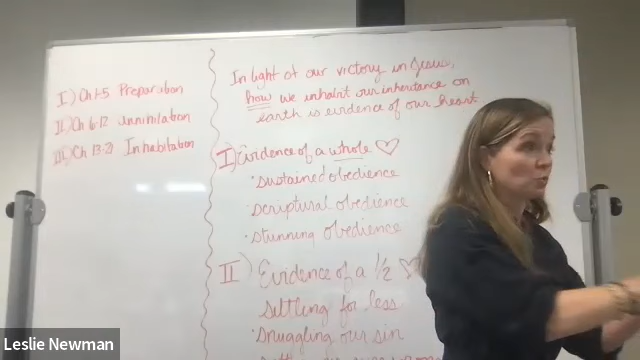 I) Ch 1-5 Preparation
II) Ch 6-12 Annihilation
III) Ch 13-21 Inhabitation
In light of our victory in Jesus,
how we inhabit our inheritance on
earth is evidence of our heart
I) Evidence of a whole ♡
• sustained obedience
• scriptural obedience
• stunning obedience
II) Evidence of a 1/2 ♡
settling for less
• snuggling our sin
Leslie Newman